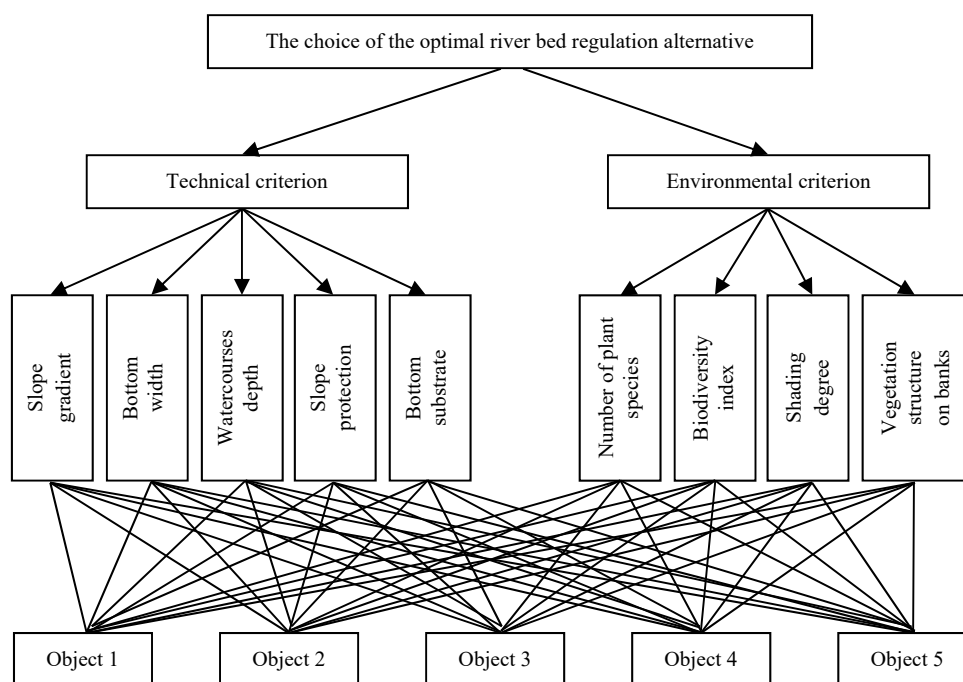 The choice of the optimal river bed regulation alternative
Technical criterion
Environmental criterion
Slope
gradient
Bottom
width
Watercourses
depth
Slope
protection
Bottom
substrate
Number of plant
species
Biodiversity
index
Shading
degree
Vegetation
structure
on banks
Object 1
Object 2
Object 3
Object 4
Object 5